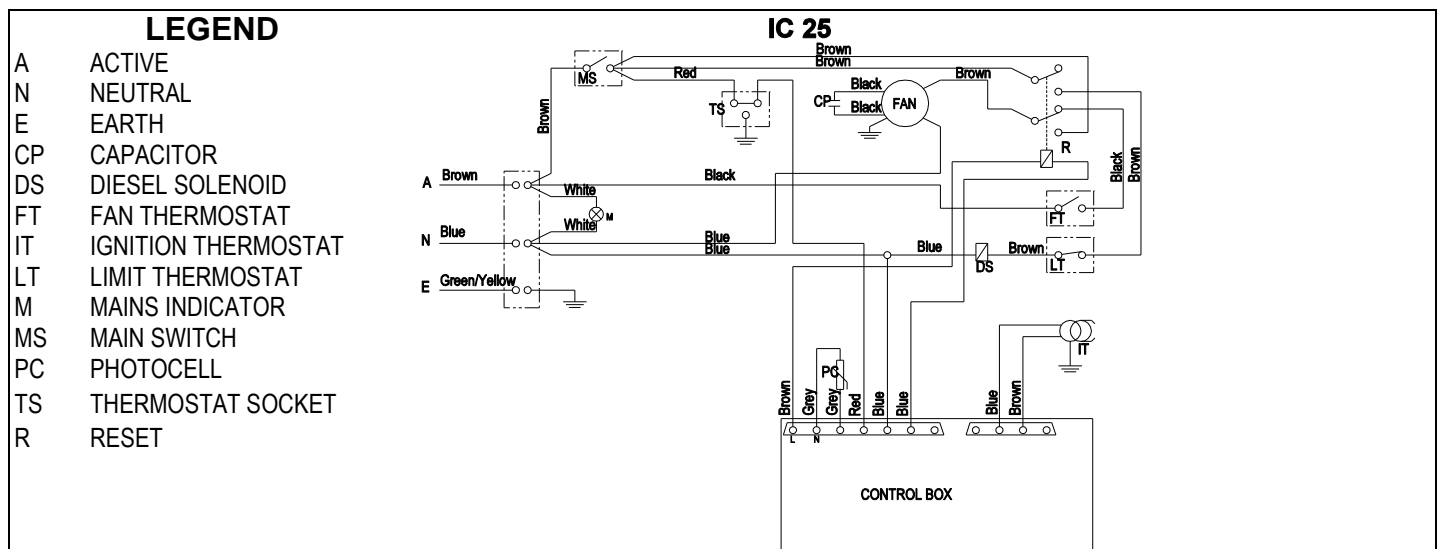 LEGEND
A ACTIVE
N NEUTRAL
E EARTH
CP CAPACITOR
DS DIESEL SOLENOID
FT FAN THERMOSTAT
IT IGNITION THERMOSTAT
LT LIMIT THERMOSTAT
M MAINS INDICATOR
MS MAIN SWITCH
PC PHOTOCELL
TS THERMOSTAT SOCKET
R RESET
IC 25
Brown
Brown
MS
Red
TS
Black
CP
Black
FAN
Brown
Brown
R
Black
Brown
A Brown
White
M
White
Black
FT
N Blue
Blue
Blue
Blue
DS
Brown
LT
E Green/Yellow
IT
PC
Brown
Grey
Grey
Red
Blue
Blue
Blue
Brown
L
N
CONTROL BOX